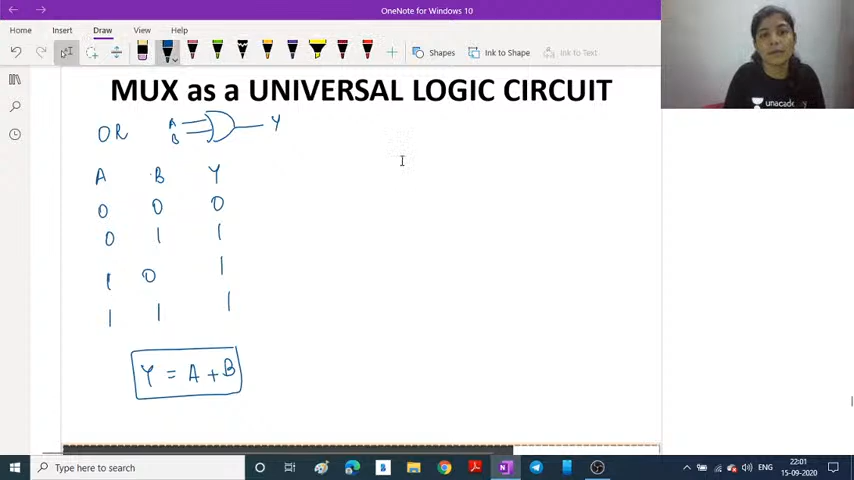 OneNote for Windows 10
Home Insert Draw View Help
Shapes Ink to Shape Ink to Text
unacademy
MUX as a UNIVERSAL LOGIC CIRCUIT
OR A Y
B
A B Y
0 0 0
0 1 1
1 0 1
1 1 1
Y = A + B
Type here to search
ENG 22:01
15-09-2020